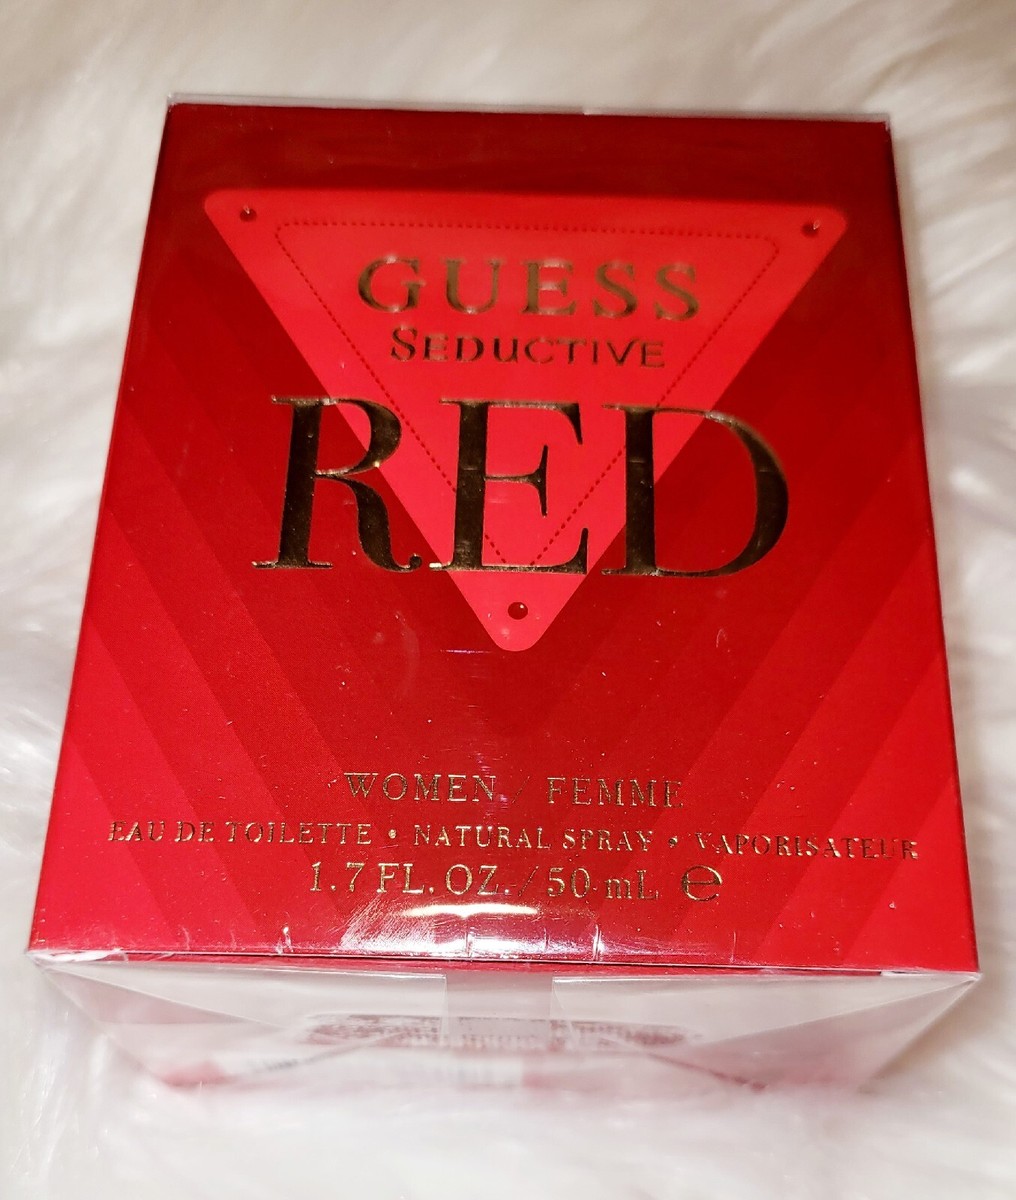 GUESS
SEDUCTIVE
RED
WOMEN / FEMME
EAU DE TOILETTE • NATURAL SPRAY • VAPORISATEUR
1.7 FL. OZ. / 50 mL ℮